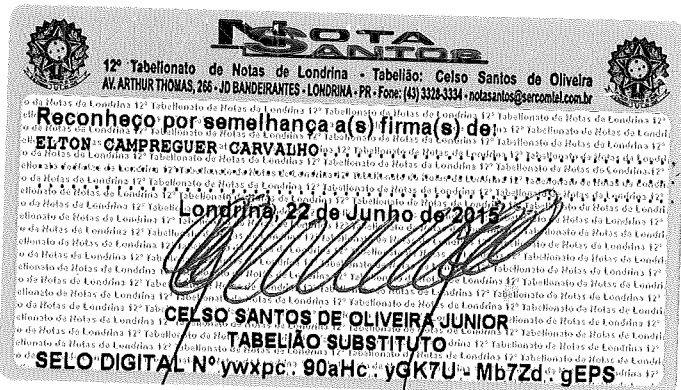 NOTA
SANTOS
12º Tabelionato de Notas de Londrina - Tabelião: Celso Santos de Oliveira
AV. ARTHUR THOMAS, 266 - JD BANDEIRANTES - LONDRINA - PR - Fone: (43) 3328-3334 - notasantos@sercomtel.com.br
Reconheço por semelhança a(s) firma(s) de:
ELTON CAMPREGUER CARVALHO
Londrina, 22 de Junho de 2015
CELSO SANTOS DE OLIVEIRA JUNIOR
TABELIÃO SUBSTITUTO
SELO DIGITAL Nº ywxpc . 90aHc . yGK7U - Mb7Zd . gEPS